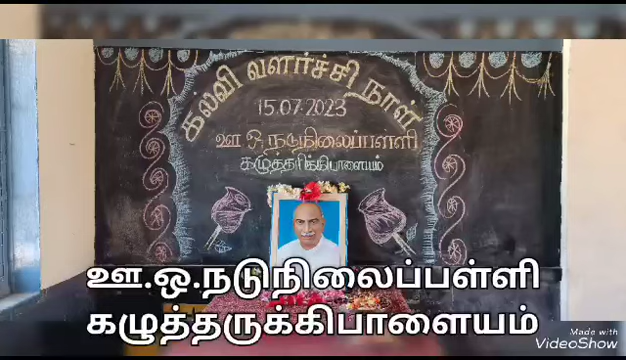 கல்வி வளர்ச்சி நாள்
15.07.2023
ஊ.ஒ.நடுநிலைப்பள்ளி
கழுத்தரிக்கிபாளையம்
ஊ.ஒ.நடுநிலைப்பள்ளி
கழுத்தருக்கிபாளையம்
Made with
VideoShow